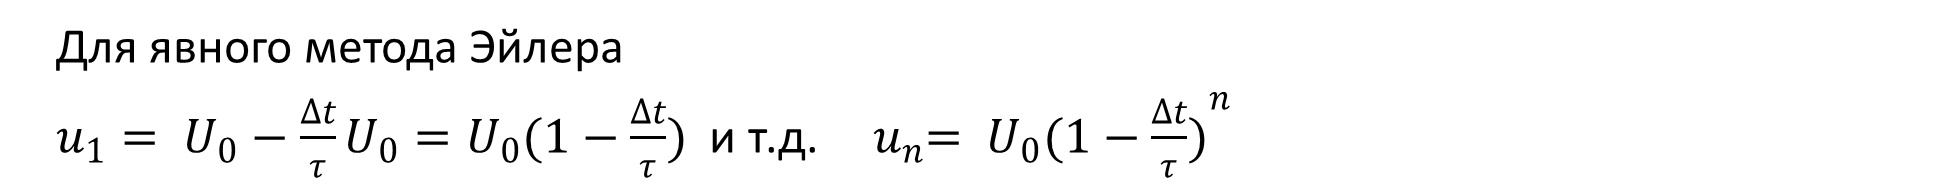 Для явного метода Эйлера
𝑢₁ = 𝑈₀ − Δ𝑡/𝜏 𝑈₀ = 𝑈₀(1 − Δ𝑡/𝜏) и т.д. 𝑢ₙ= 𝑈₀(1 − Δ𝑡/𝜏)ⁿ